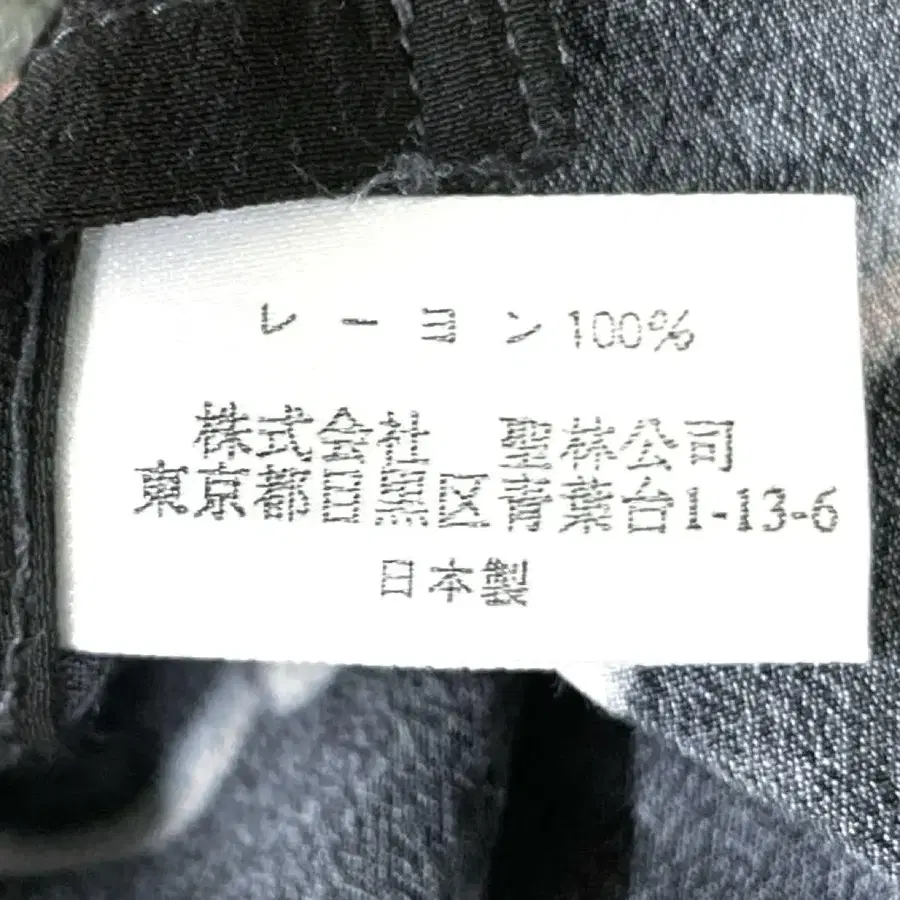 レーヨン100%
株式会社　聖林公司
東京都目黒区青葉台1-13-6
日本製